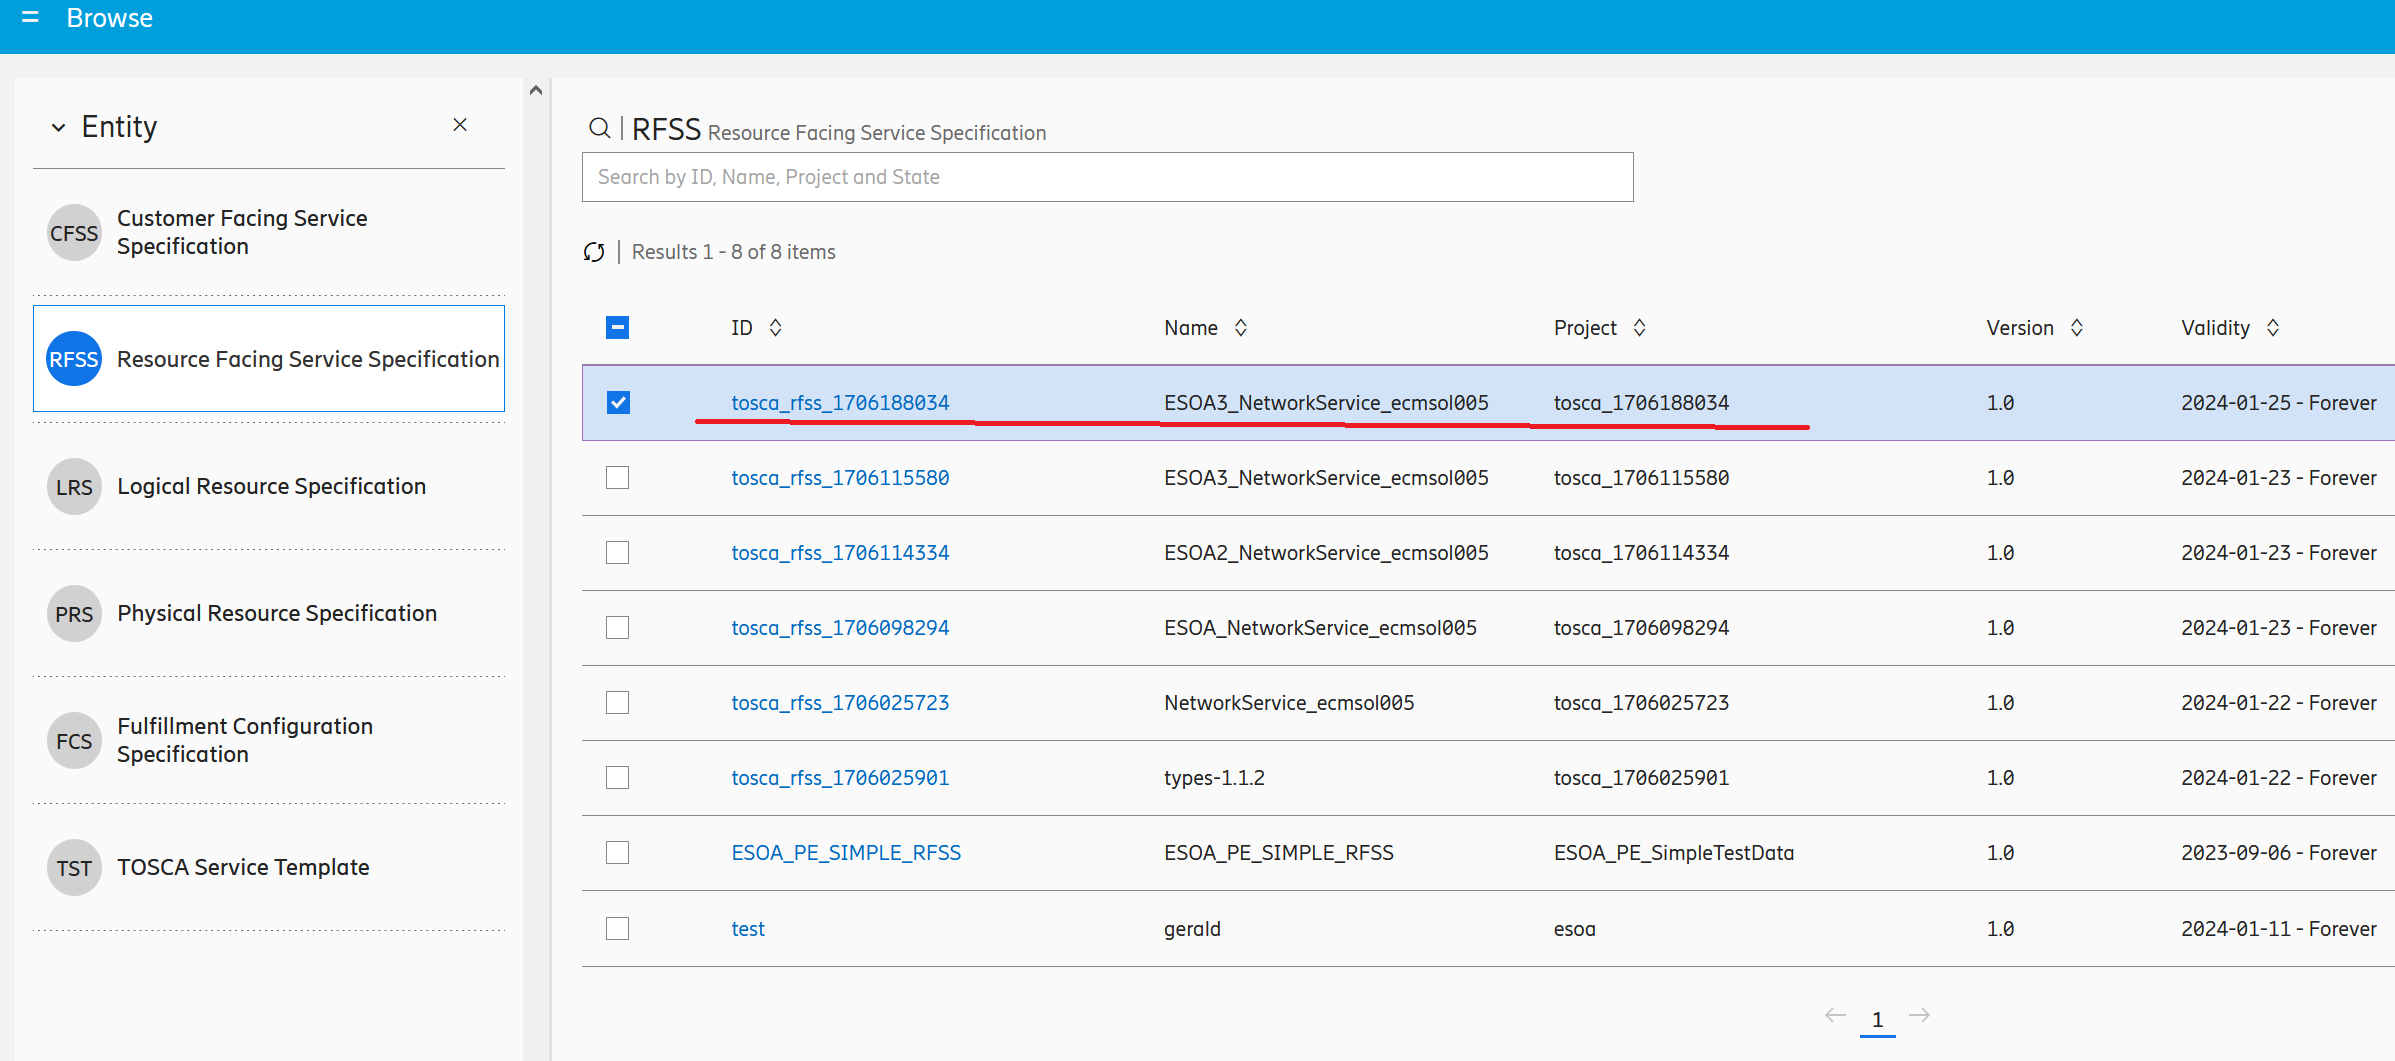 Browse
Entity
CFSS Customer Facing Service
Specification
RFSS Resource Facing Service Specification
LRS Logical Resource Specification
PRS Physical Resource Specification
FCS Fulfillment Configuration
Specification
TST TOSCA Service Template
RFSS Resource Facing Service Specification
Search by ID, Name, Project and State
Results 1 - 8 of 8 items
ID Name Project Version Validity
tosca_rfss_1706188034 ESOA3_NetworkService_ecmsol005 tosca_1706188034 1.0 2024-01-25 - Forever
tosca_rfss_1706115580 ESOA3_NetworkService_ecmsol005 tosca_1706115580 1.0 2024-01-23 - Forever
tosca_rfss_1706114334 ESOA2_NetworkService_ecmsol005 tosca_1706114334 1.0 2024-01-23 - Forever
tosca_rfss_1706098294 ESOA_NetworkService_ecmsol005 tosca_1706098294 1.0 2024-01-23 - Forever
tosca_rfss_1706025723 NetworkService_ecmsol005 tosca_1706025723 1.0 2024-01-22 - Forever
tosca_rfss_1706025901 types-1.1.2 tosca_1706025901 1.0 2024-01-22 - Forever
ESOA_PE_SIMPLE_RFSS ESOA_PE_SIMPLE_RFSS ESOA_PE_SimpleTestData 1.0 2023-09-06 - Forever
test gerald esoa 1.0 2024-01-11 - Forever
1